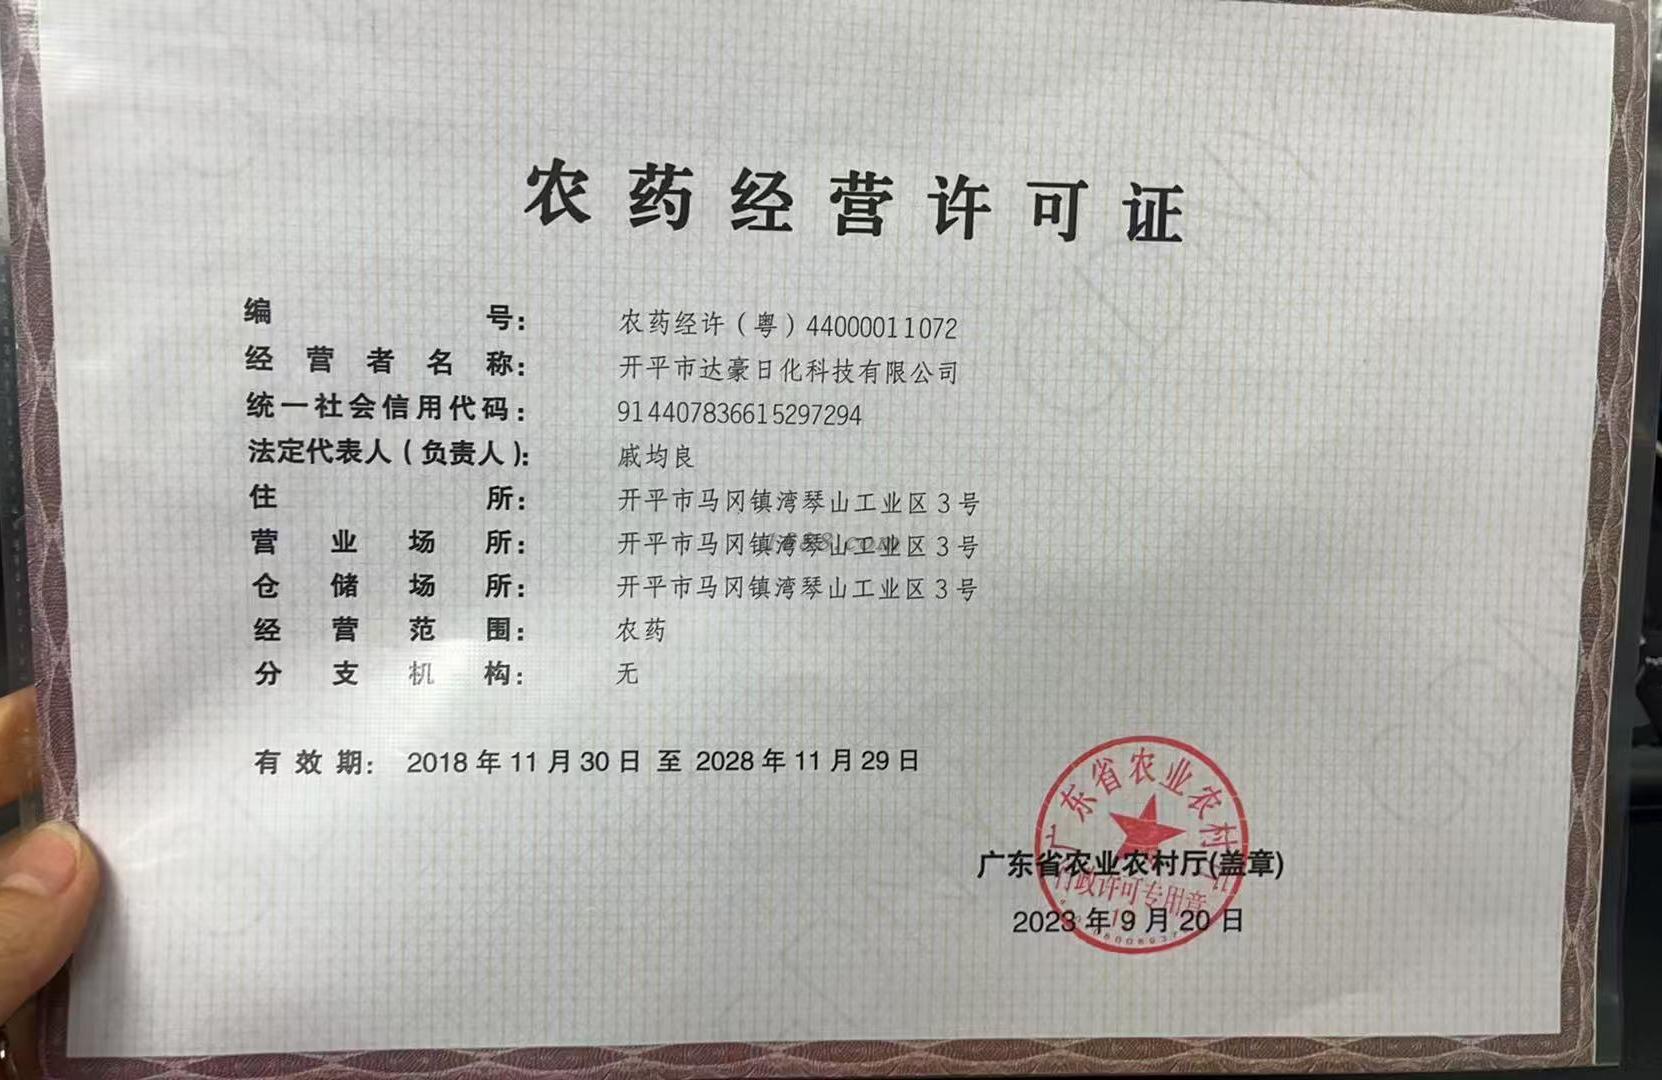 农药经营许可证
编号：农药经许（粤）44000011072
经营者名称：开平市达豪日化科技有限公司
统一社会信用代码：914407836615297294
法定代表人（负责人）：戚均良
住所：开平市马冈镇湾琴山工业区3号
营业场所：开平市马冈镇湾琴山工业区3号
仓储场所：开平市马冈镇湾琴山工业区3号
经营范围：农药
分支机构：无
有效期：2018年11月30日 至 2028年11月29日
广东省农业农村厅
广东省农业农村厅(盖章)
行政许可专用章
2023年9月20日